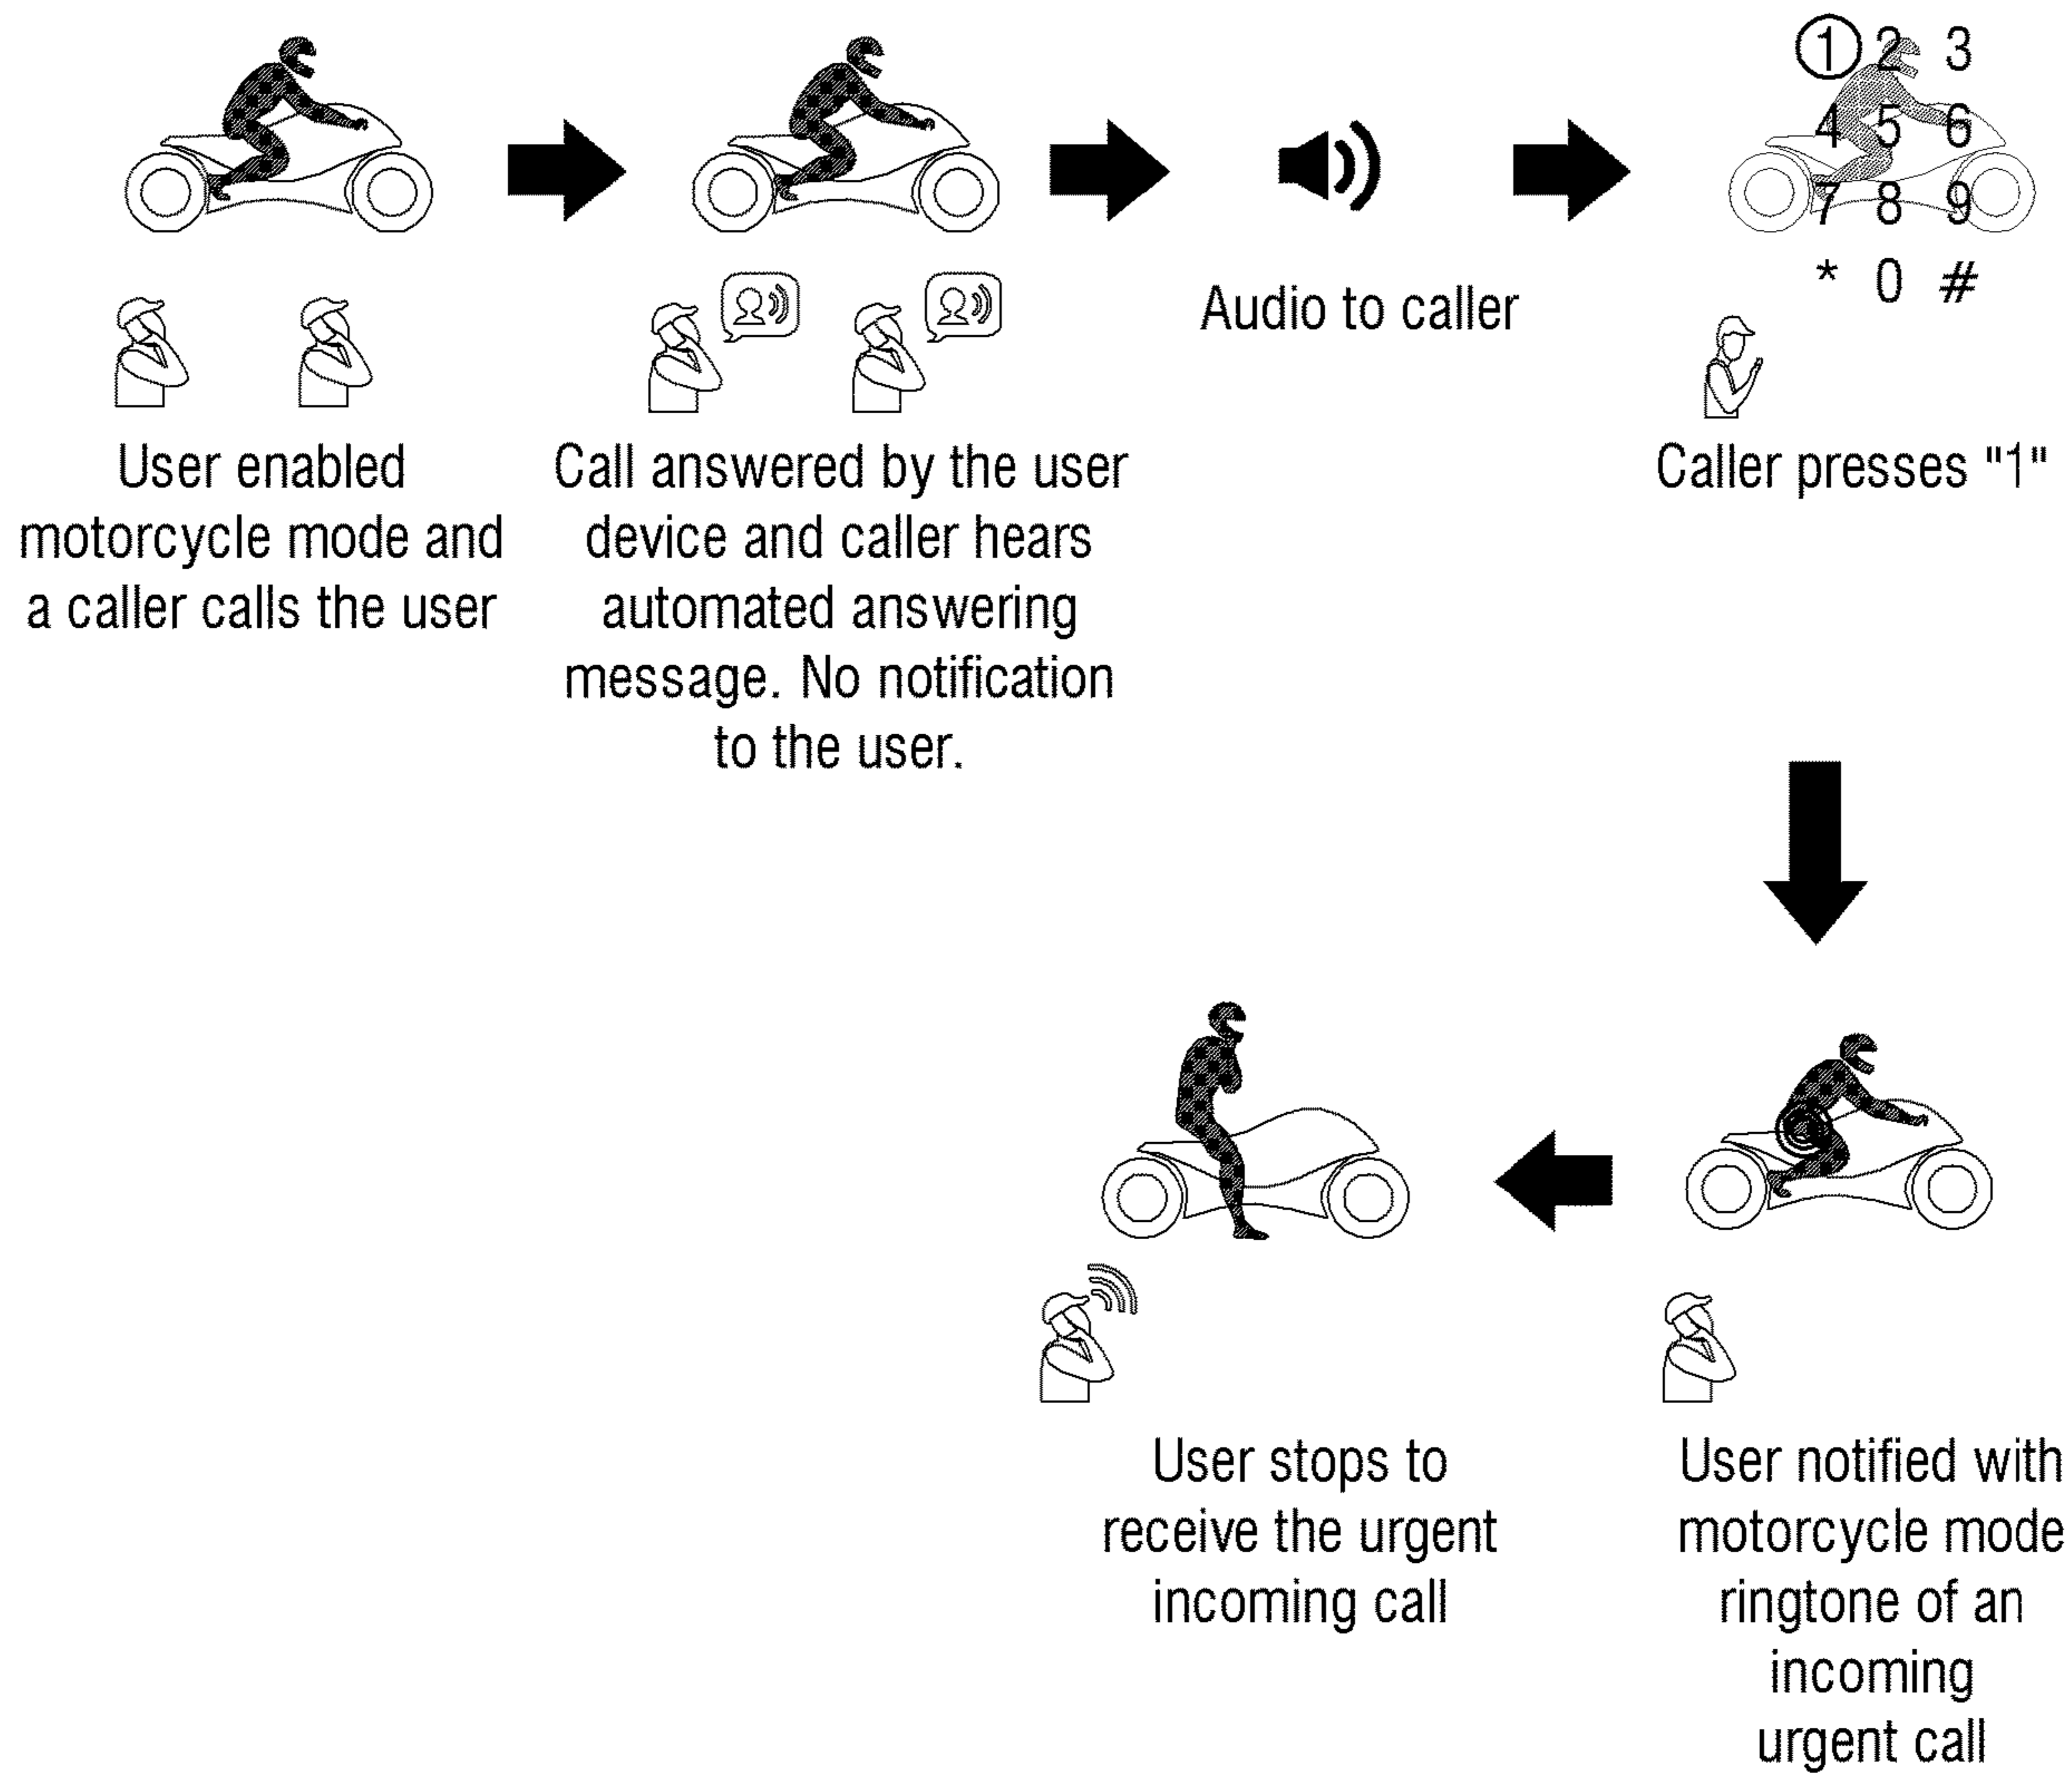 User enabled
motorcycle mode and
a caller calls the user
Call answered by the user
device and caller hears
automated answering
message. No notification
to the user.
Audio to caller
1 2 3
4 5 6
7 8 9
* 0 #
Caller presses "1"
User notified with
motorcycle mode
ringtone of an
incoming
urgent call
User stops to
receive the urgent
incoming call